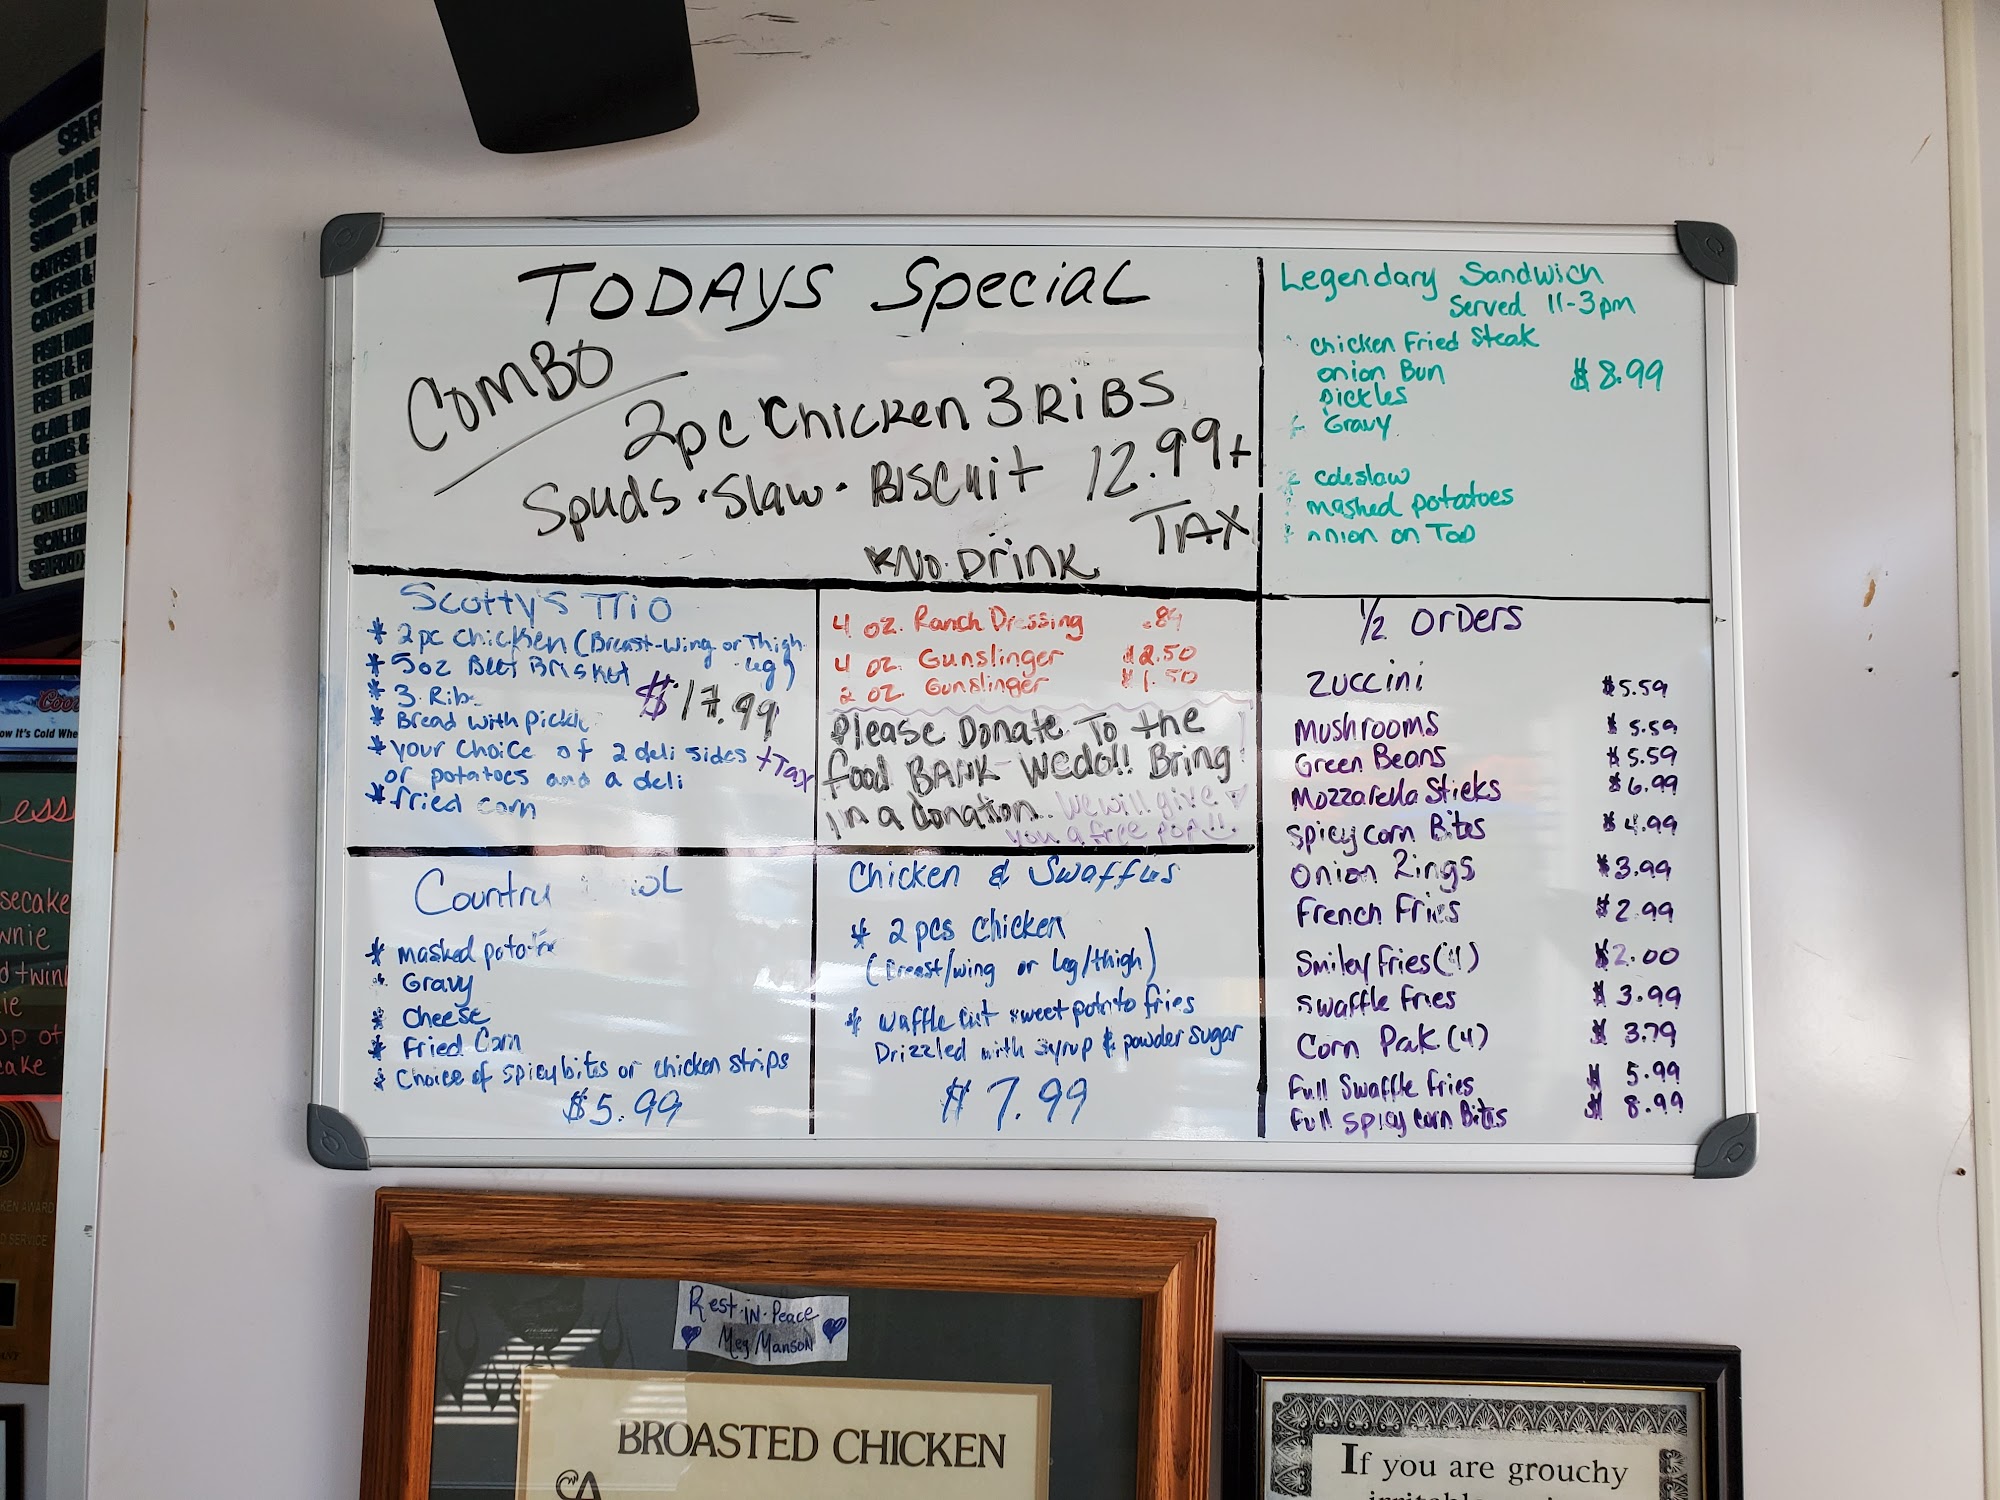 TODAYS Special
COMBO
2pc Chicken 3 RiBS
Spuds · Slaw · BISCUIT 12.99 +
TAX
*No Drink
Legendary Sandwich
Served 11-3pm
chicken Fried Steak
onion Bun $8.99
pickles
Gravy
coleslaw
mashed potatoes
onion on Top
Scotty's Trio
* 2pc chicken (Breast-wing or Thigh
leg)
* 5oz Beef Brisket
* 3 Ribs
$17.99
* Bread with pickle
* your choice of 2 deli sides + Tax
or potatoes and a deli
* fried corn
4 oz. Ranch Dressing .89
4 oz. Gunslinger $2.50
2 oz Gunslinger $1.50
Please Donate To the
food BANK - We do!! Bring
in a donation.. We will give
you a free pop!!
1/2 OrDers
Zuccini $5.59
Mushrooms $5.59
Green Beans $5.59
Mozzarella Sticks $6.99
Spicy corn Bites $4.99
Onion Rings $3.99
French Fries $2.99
Smiley Fries (4) $2.00
Swaffle Fries $3.99
Corn Pak (4) $3.79
Full Swaffle Fries $5.99
Full Spicy Corn Bites $8.99
Country
* mashed potato
* Gravy
* Cheese
* Fried Corn
* Choice of spicy bites or chicken strips
$5.99
Chicken & Swaffles
* 2 pcs chicken
(breast/wing or leg/thigh)
* waffle cut sweet potato fries
Drizzled with syrup & powder sugar
$7.99
Rest-IN-Peace
Meg Manson
BROASTED CHICKEN
If you are grouchy